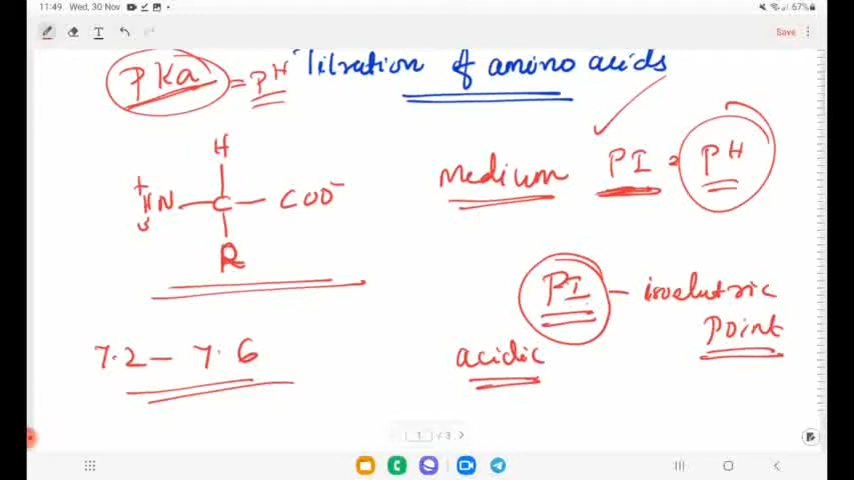 11:49 Wed, 30 Nov
67%
T
Save
Titration of amino acids
PKa = PH
H
+
H3N C COO-
R
medium PI = PH
PI - isoelectric
Point
7.2 - 7.6
acidic
1 / 3